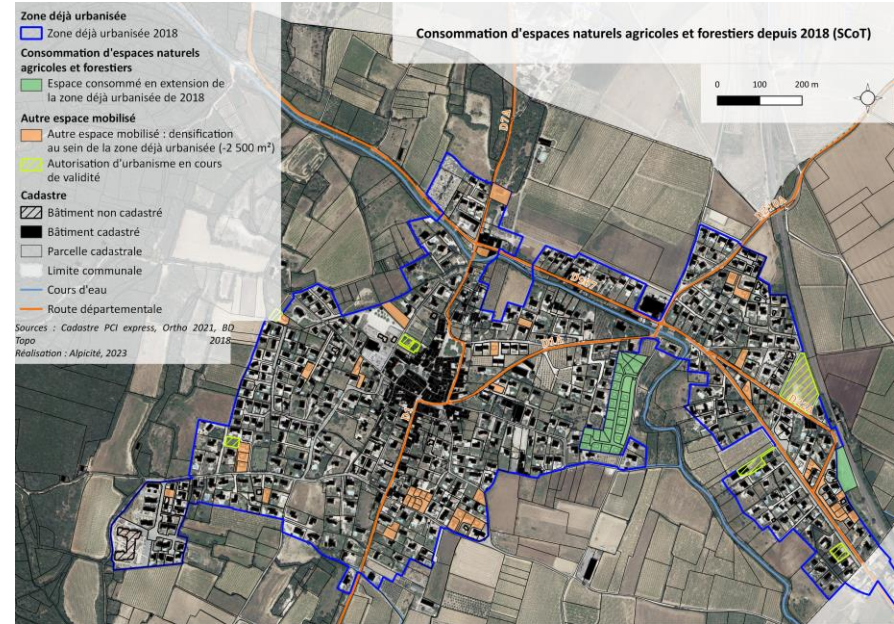 Zone déjà urbanisée
Zone déjà urbanisée 2018
Consommation d'espaces naturels
agricoles et forestiers
Espace consommé en extension de
la zone déjà urbanisée de 2018
Autre espace mobilisé
Autre espace mobilisé : densification
au sein de la zone déjà urbanisée (-2 500 m²)
Autorisation d'urbanisme en cours
de validité
Cadastre
Bâtiment non cadastré
Bâtiment cadastré
Parcelle cadastrale
Limite communale
Cours d'eau
Route départementale
Sources : Cadastre PCI express, Ortho 2021, BD
Topo 2018
Réalisation : Alpicité, 2023
Consommation d'espaces naturels agricoles et forestiers depuis 2018 (SCoT)
0 100 200 m
D7A